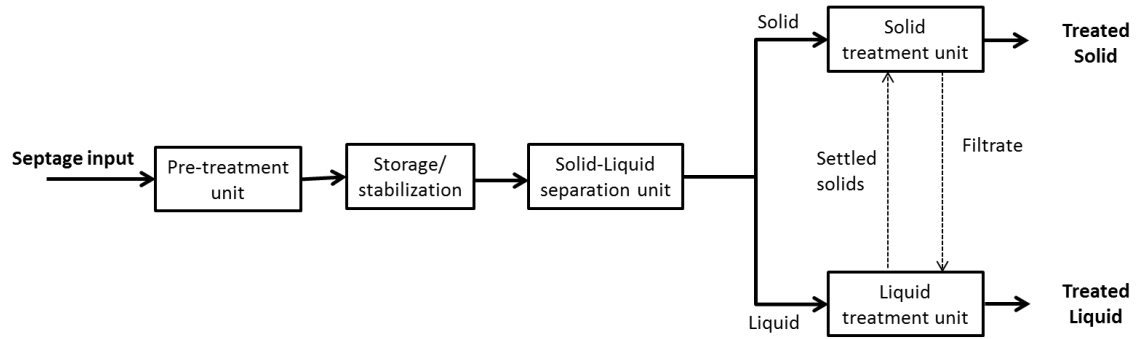 Septage input
Pre-treatment
unit
Storage/
stabilization
Solid-Liquid
separation unit
Solid
Solid
treatment unit
Treated
Solid
Settled
solids
Filtrate
Liquid
Liquid
treatment unit
Treated
Liquid